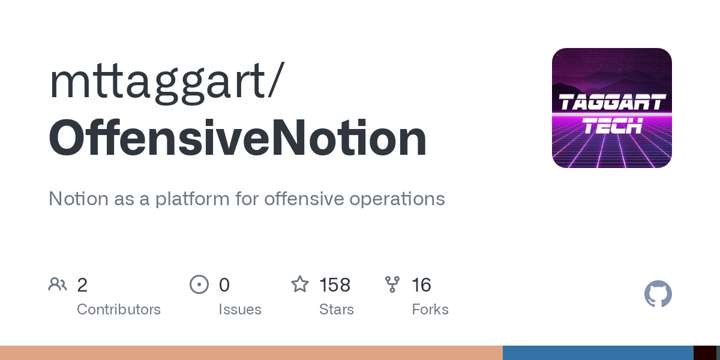 mttaggart/
OffensiveNotion
TAGGART
TECH
Notion as a platform for offensive operations
2
Contributors
0
Issues
158
Stars
16
Forks